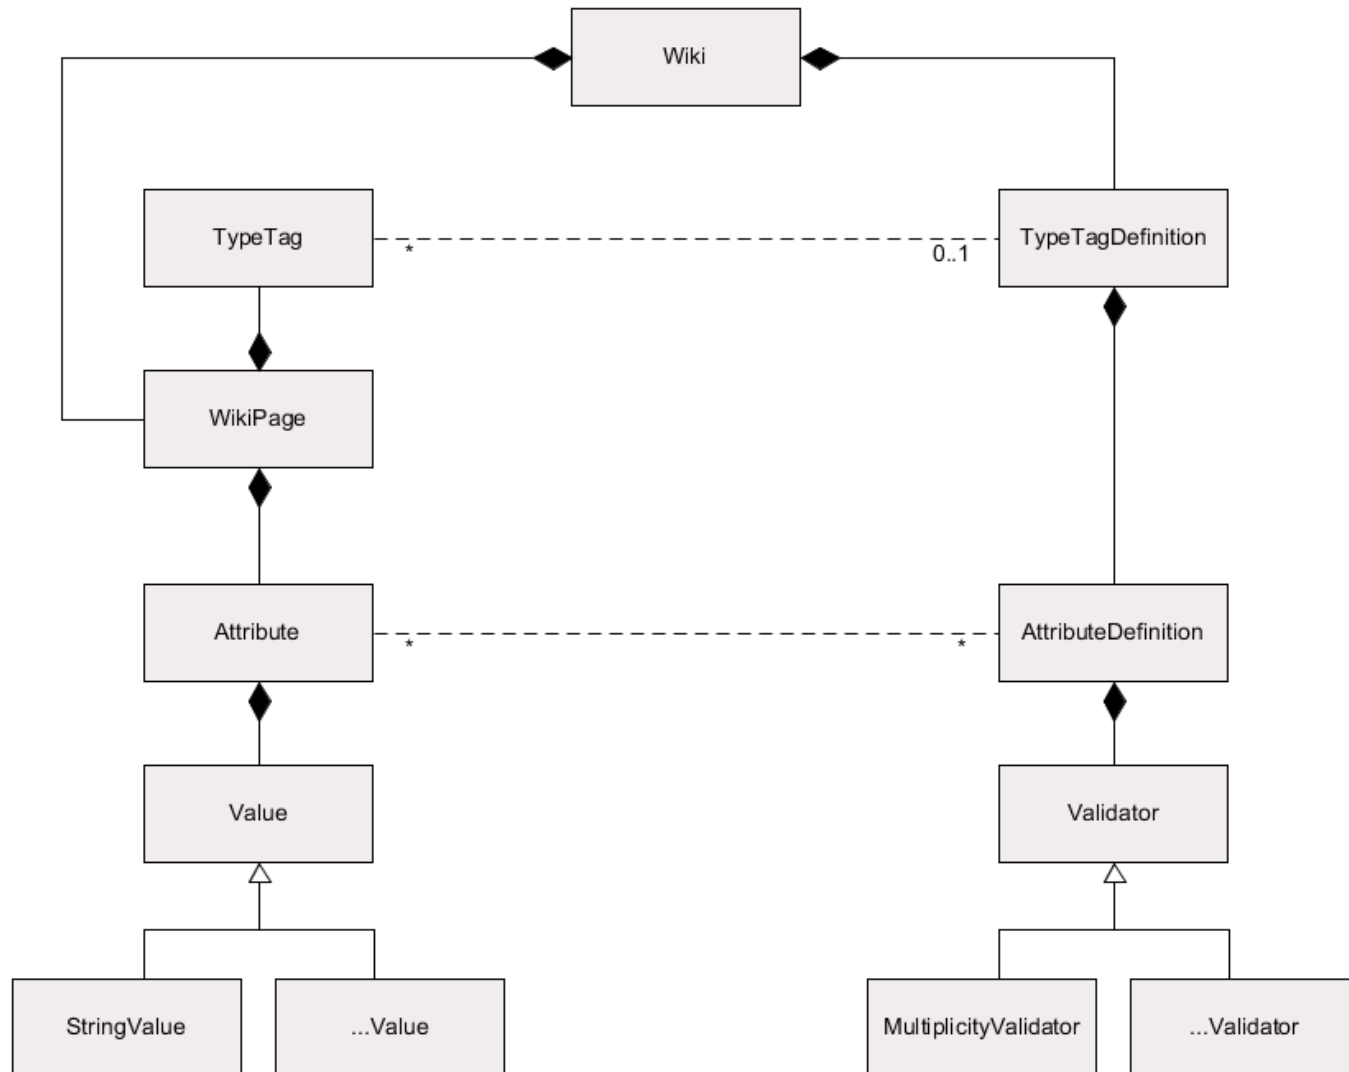 Wiki
TypeTag
TypeTagDefinition
*
0..1
WikiPage
Attribute
AttributeDefinition
*
*
Value
Validator
StringValue
...Value
MultiplicityValidator
...Validator